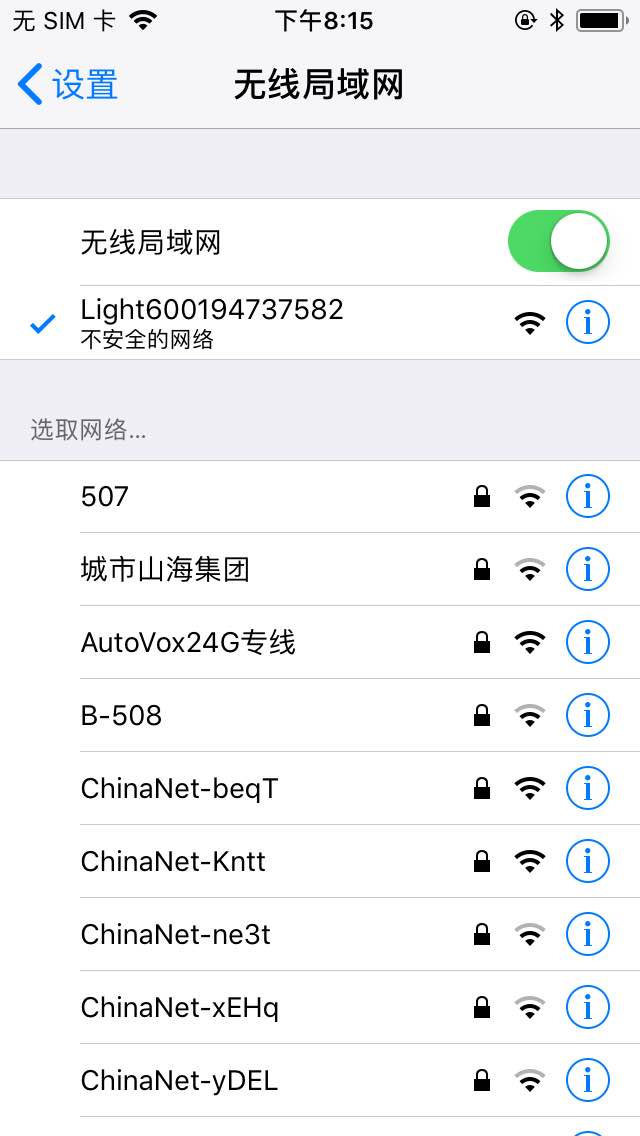 无 SIM 卡 下午8:15
设置 无线局域网
无线局域网
Light600194737582
不安全的网络
选取网络...
507
城市山海集团
AutoVox24G专线
B-508
ChinaNet-beqT
ChinaNet-Kntt
ChinaNet-ne3t
ChinaNet-xEHq
ChinaNet-yDEL